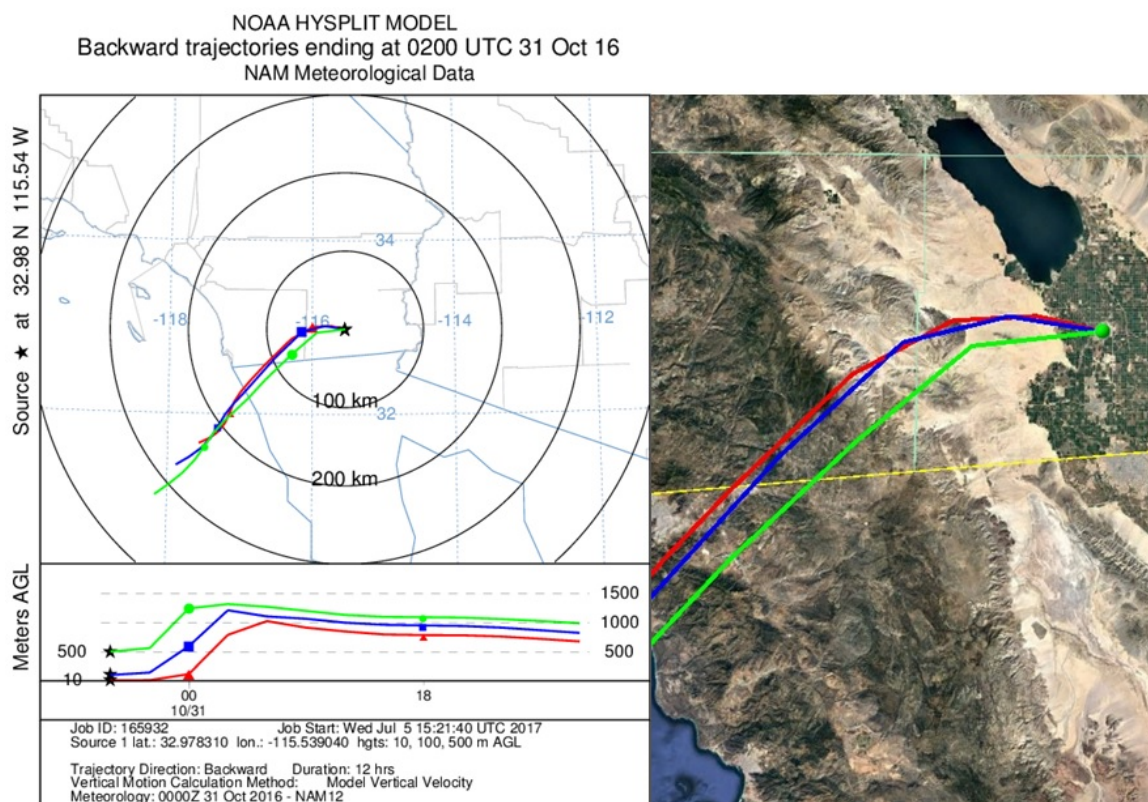 NOAA HYSPLIT MODEL
Backward trajectories ending at 0200 UTC 31 Oct 16
NAM Meteorological Data
Source ★ at 32.98 N 115.54 W
34
-118
-116
-114
-112
100 km
32
200 km
Meters AGL
1500
1000
500
500
10
00
18
10/31
Job ID: 165932 Job Start: Wed Jul 5 15:21:40 UTC 2017
Source 1 lat.: 32.978310 lon.: -115.539040 hgts: 10, 100, 500 m AGL
Trajectory Direction: Backward Duration: 12 hrs
Vertical Motion Calculation Method: Model Vertical Velocity
Meteorology: 0000Z 31 Oct 2016 - NAM12